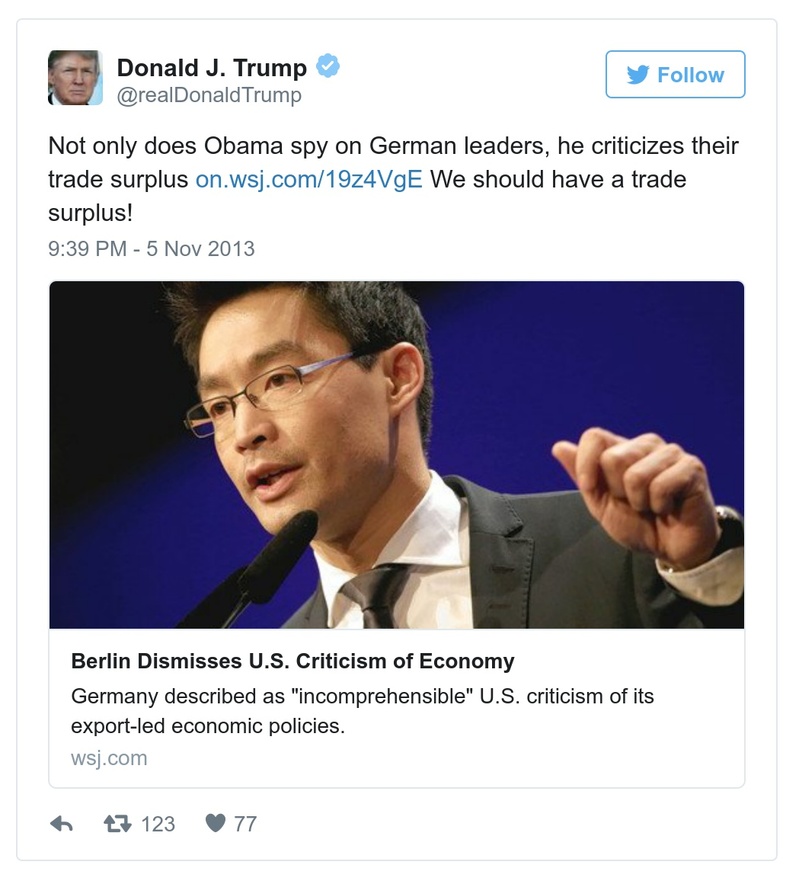 Donald J. Trump
@realDonaldTrump
Follow
Not only does Obama spy on German leaders, he criticizes their
trade surplus on.wsj.com/19z4VgE We should have a trade
surplus!
9:39 PM - 5 Nov 2013
Berlin Dismisses U.S. Criticism of Economy
Germany described as "incomprehensible" U.S. criticism of its
export-led economic policies.
wsj.com
123
77